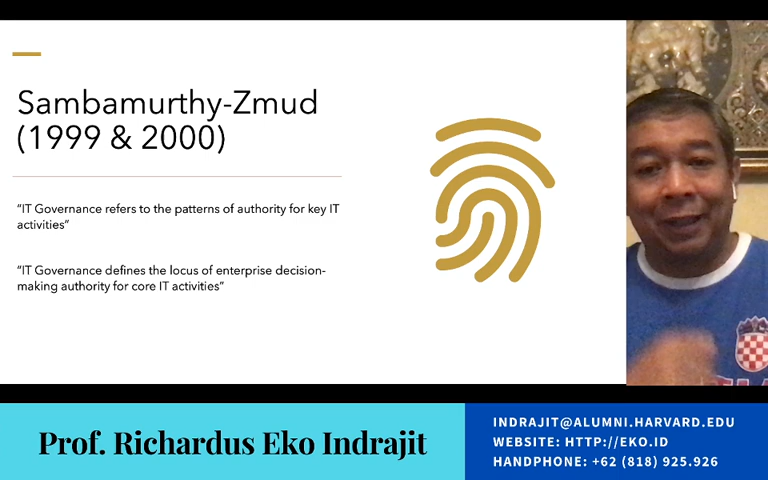 Sambamurthy-Zmud
(1999 & 2000)
“IT Governance refers to the patterns of authority for key IT
activities”
“IT Governance defines the locus of enterprise decision-
making authority for core IT activities”
Prof. Richardus Eko Indrajit
INDRAJIT@ALUMNI.HARVARD.EDU
WEBSITE: HTTP://EKO.ID
HANDPHONE: +62 (818) 925.926